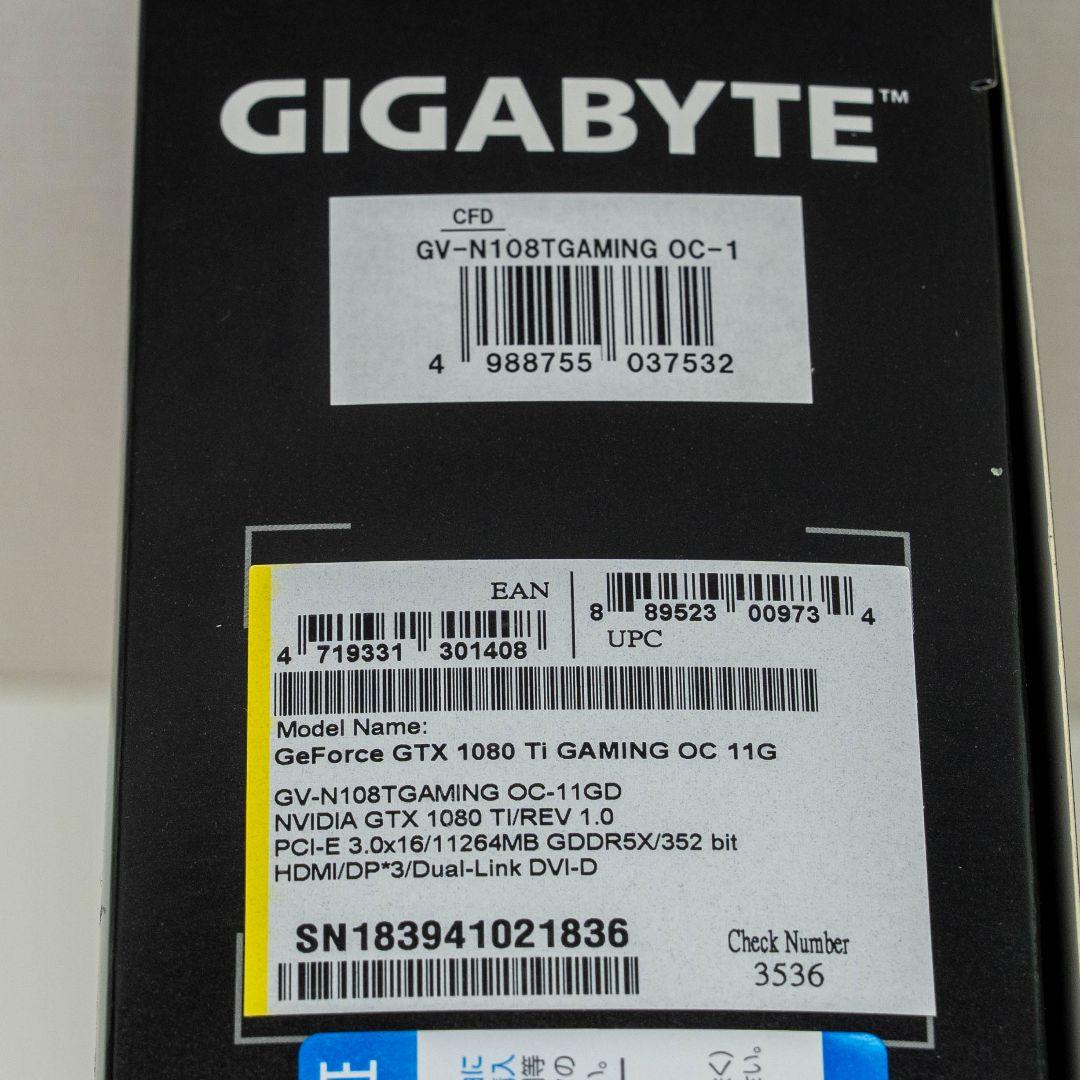 GIGABYTE™
CFD
GV-N108TGAMING OC-1
4 988755 037532
EAN
4 719331 301408
8 89523 00973 4
UPC
Model Name:
GeForce GTX 1080 Ti GAMING OC 11G
GV-N108TGAMING OC-11GD
NVIDIA GTX 1080 TI/REV 1.0
PCI-E 3.0x16/11264MB GDDR5X/352 bit
HDMI/DP*3/Dual-Link DVI-D
SN183941021836
Check Number
3536